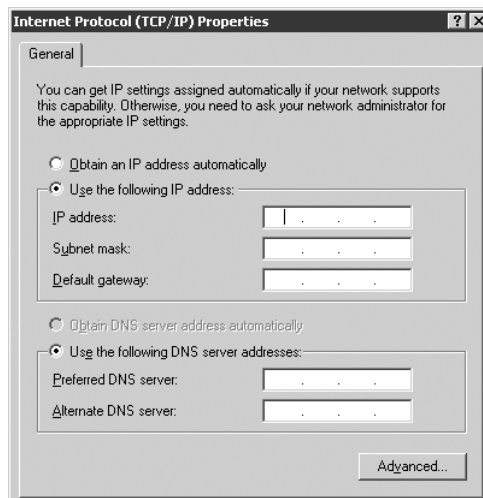 Internet Protocol (TCP/IP) Properties ? X
General
You can get IP settings assigned automatically if your network supports
this capability. Otherwise, you need to ask your network administrator for
the appropriate IP settings.
Obtain an IP address automatically
Use the following IP address:
IP address: . . .
Subnet mask: . . .
Default gateway: . . .
Obtain DNS server address automatically
Use the following DNS server addresses:
Preferred DNS server: . . .
Alternate DNS server: . . .
Advanced...